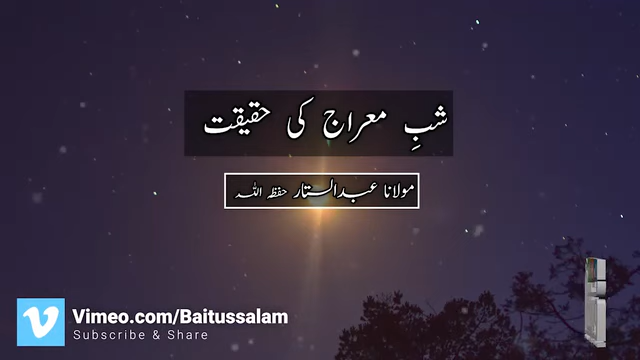 شبِ معراج کی حقیقت
مولانا عبدالستار حفظہ اللہ
Vimeo.com/Baitussalam
Subscribe & Share